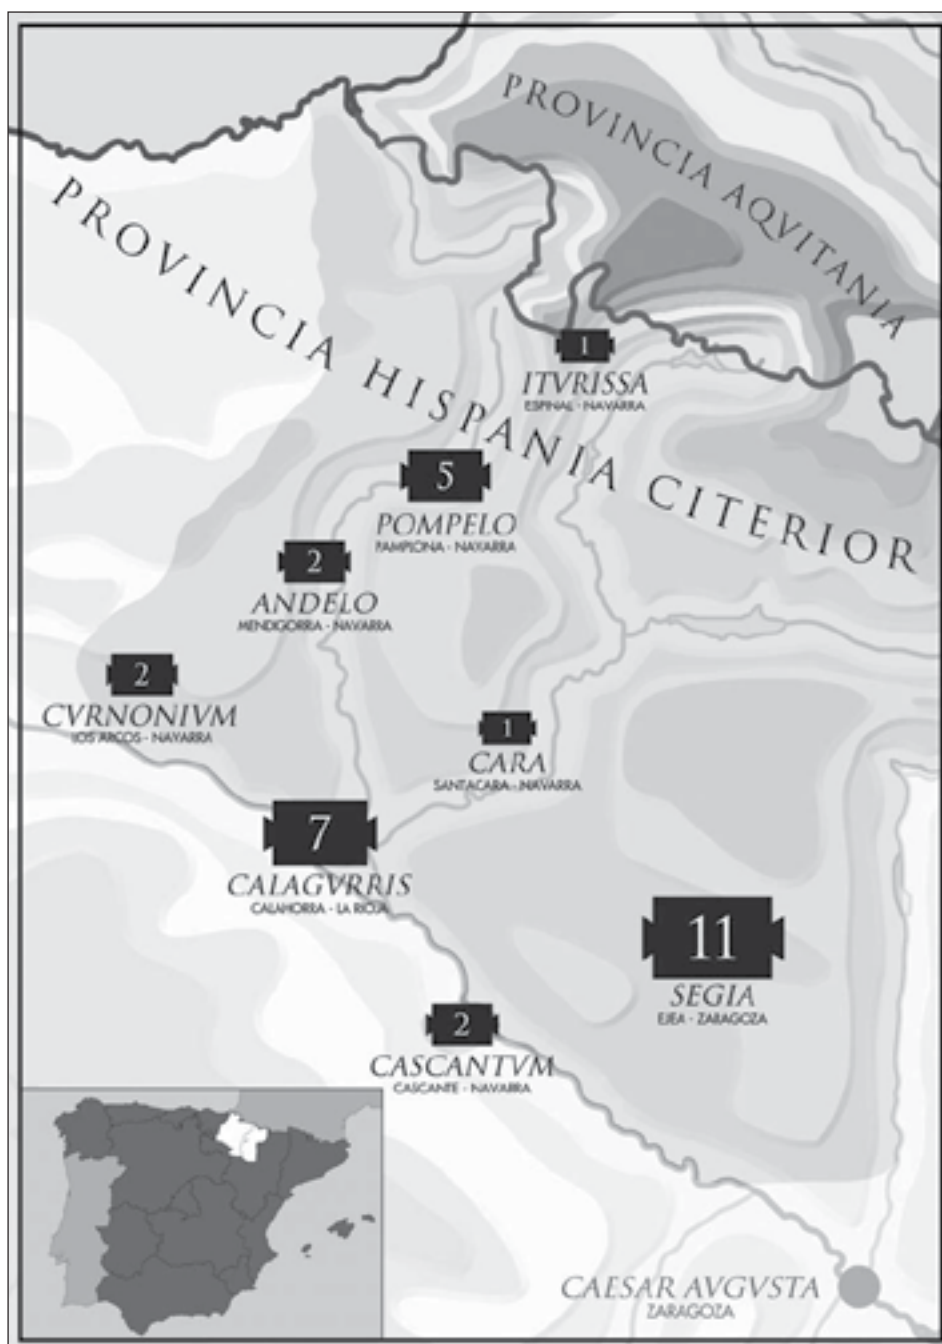 PROVINCIA AQVITANIA
PROVINCIA HISPANIA CITERIOR
1
ITVRISSA
ESPINAL - NAVARRA
5
POMPELO
PAMPLONA - NAVARRA
2
ANDELO
MENDIGORRA - NAVARRA
2
CVRNONIVM
LOS ARCOS - NAVARRA
1
CARA
SANTACARA - NAVARRA
7
CALAGVRRIS
CALAHORRA - LA RIOJA
11
SEGIA
EJEA - ZARAGOZA
2
CASCANTVM
CASCANTE - NAVARRA
CAESAR AVGVSTA
ZARAGOZA